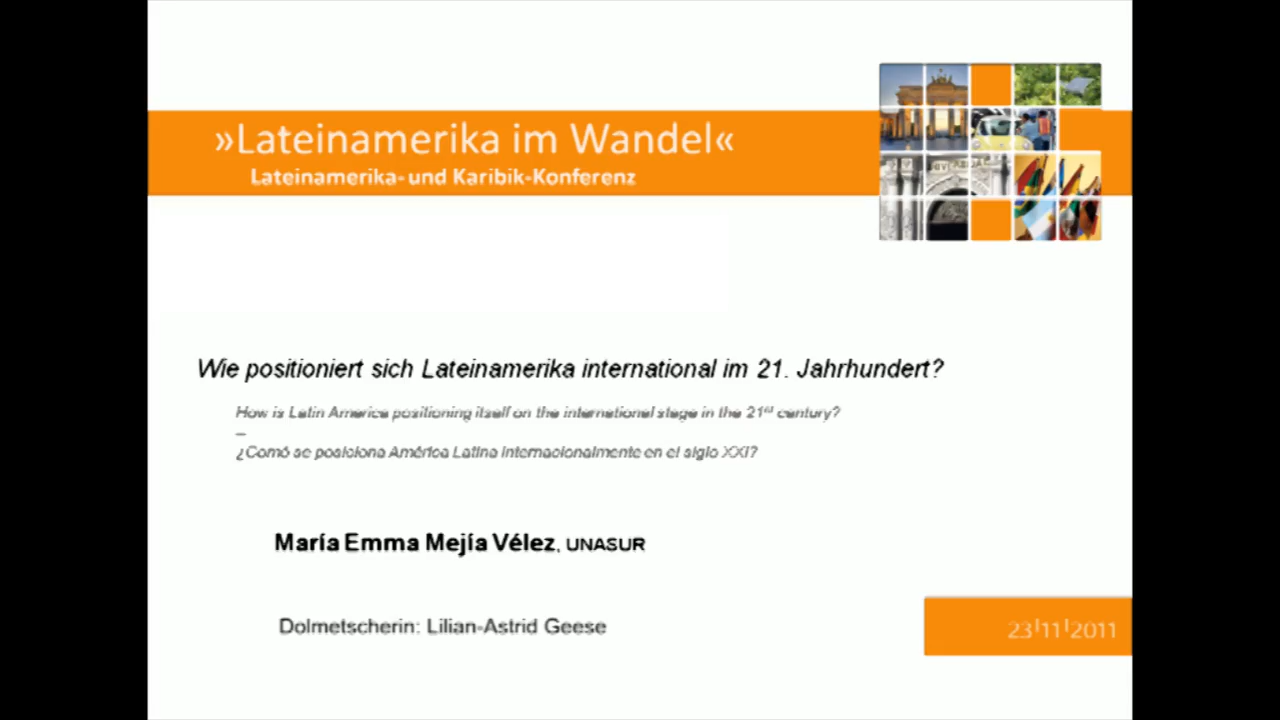 »Lateinamerika im Wandel«
Lateinamerika- und Karibik-Konferenz
Wie positioniert sich Lateinamerika international im 21. Jahrhundert?
How is Latin America positioning itself on the international stage in the 21st century?
–
¿Comó se posiciona América Latina internacionalmente en el siglo XXI?
María Emma Mejía Vélez, UNASUR
Dolmetscherin: Lilian-Astrid Geese
23|11|2011